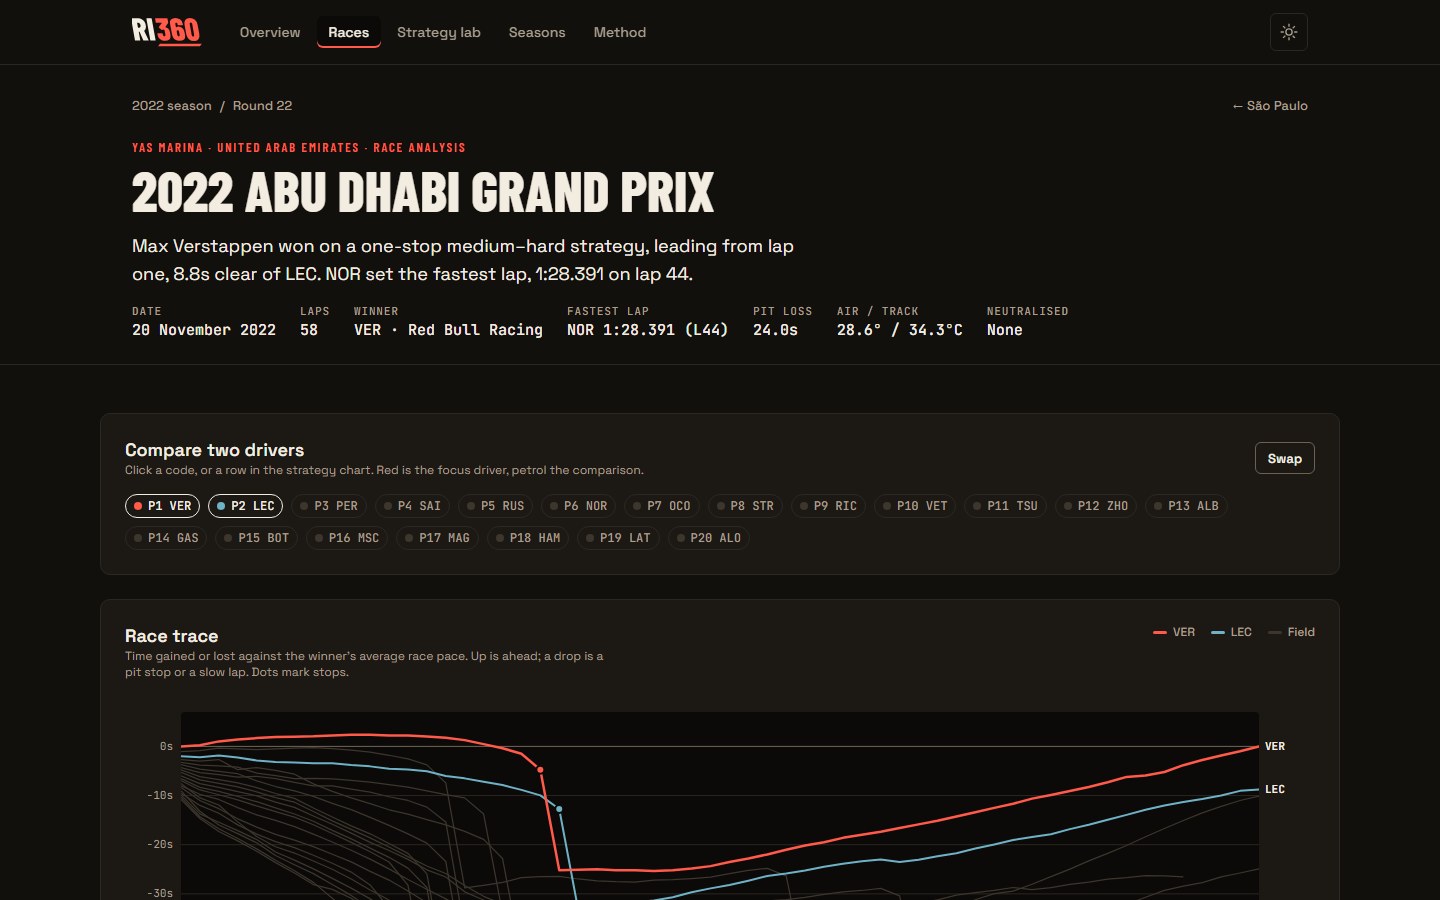 RI360
Overview
Races
Strategy lab
Seasons
Method
2022 season / Round 22
← São Paulo
YAS MARINA · UNITED ARAB EMIRATES · RACE ANALYSIS
2022 ABU DHABI GRAND PRIX
Max Verstappen won on a one-stop medium–hard strategy, leading from lap
one, 8.8s clear of LEC. NOR set the fastest lap, 1:28.391 on lap 44.
DATE
20 November 2022
LAPS
58
WINNER
VER · Red Bull Racing
FASTEST LAP
NOR 1:28.391 (L44)
PIT LOSS
24.0s
AIR / TRACK
28.6° / 34.3°C
NEUTRALISED
None
Compare two drivers
Click a code, or a row in the strategy chart. Red is the focus driver, petrol the comparison.
Swap
P1 VER
P2 LEC
P3 PER
P4 SAI
P5 RUS
P6 NOR
P7 OCO
P8 STR
P9 RIC
P10 VET
P11 TSU
P12 ZHO
P13 ALB
P14 GAS
P15 BOT
P16 MSC
P17 MAG
P18 HAM
P19 LAT
P20 ALO
Race trace
Time gained or lost against the winner's average race pace. Up is ahead; a drop is a
pit stop or a slow lap. Dots mark stops.
VER
LEC
Field
0s
-10s
-20s
-30s
VER
LEC